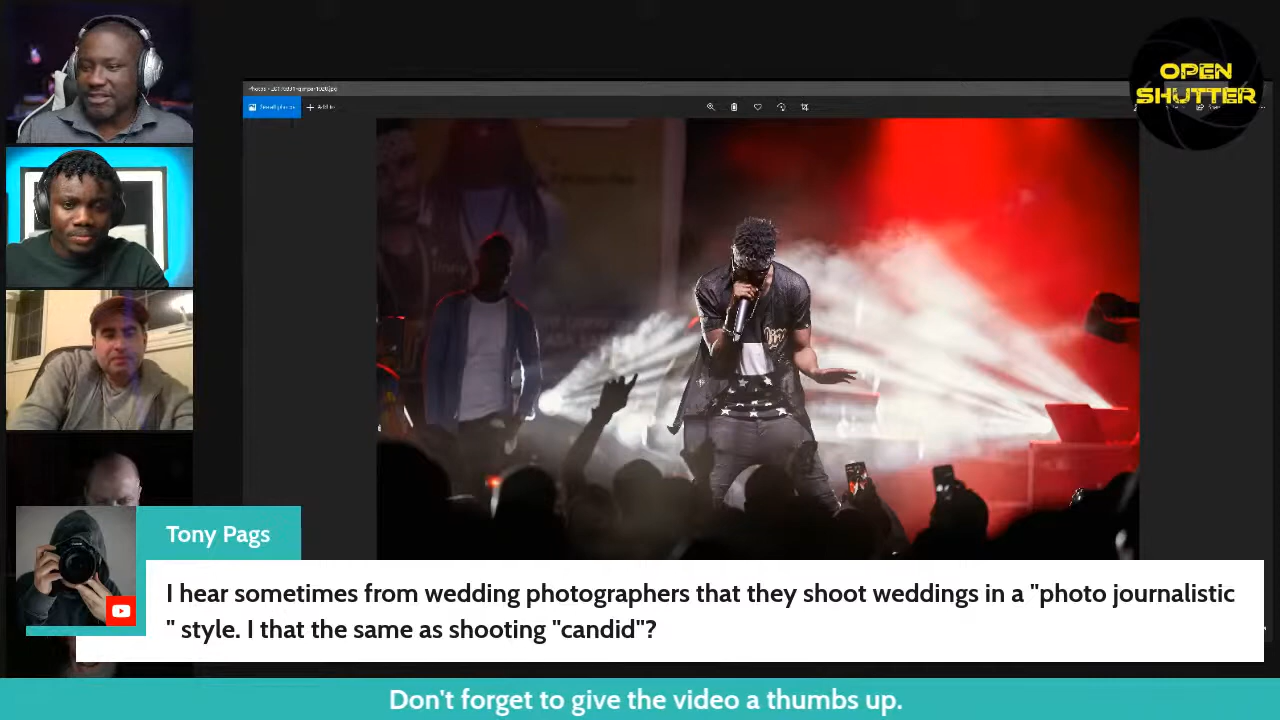 OPEN
SHUTTER
Tony Pags
I hear sometimes from wedding photographers that they shoot weddings in a "photo journalistic
" style. I that the same as shooting "candid"?
Don't forget to give the video a thumbs up.